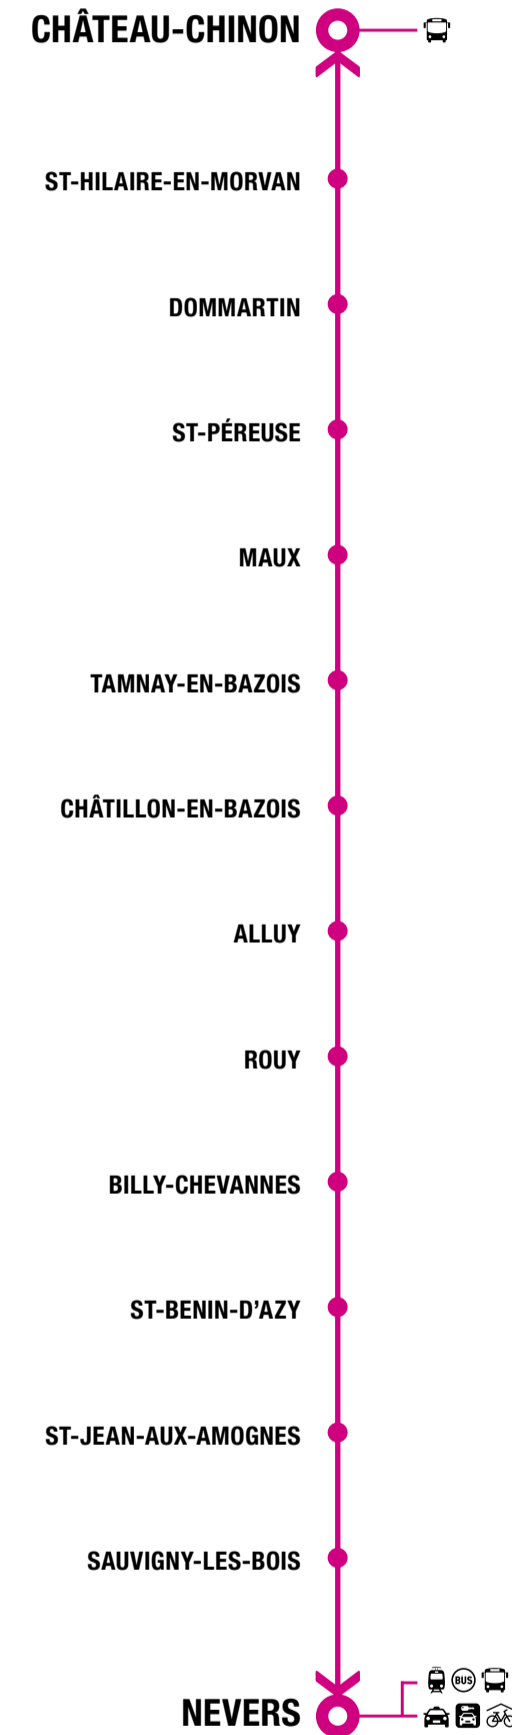 CHÂTEAU-CHINON
ST-HILAIRE-EN-MORVAN
DOMMARTIN
ST-PÉREUSE
MAUX
TAMNAY-EN-BAZOIS
CHÂTILLON-EN-BAZOIS
ALLUY
ROUY
BILLY-CHEVANNES
ST-BENIN-D’AZY
ST-JEAN-AUX-AMOGNES
SAUVIGNY-LES-BOIS
BUS
NEVERS